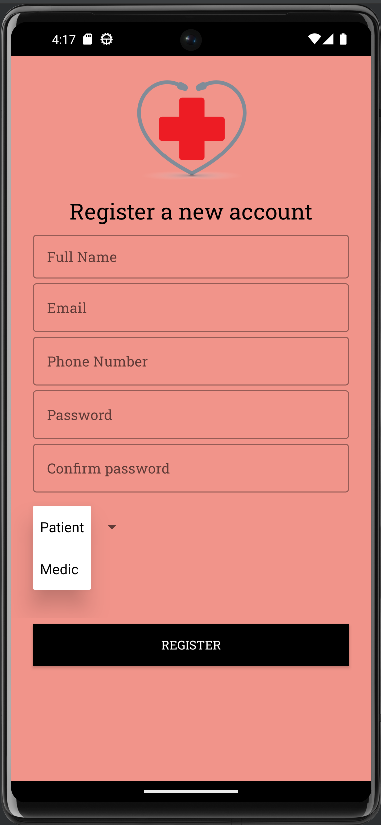 4:17
Register a new account
Full Name
Email
Phone Number
Password
Confirm password
Patient
Medic
REGISTER